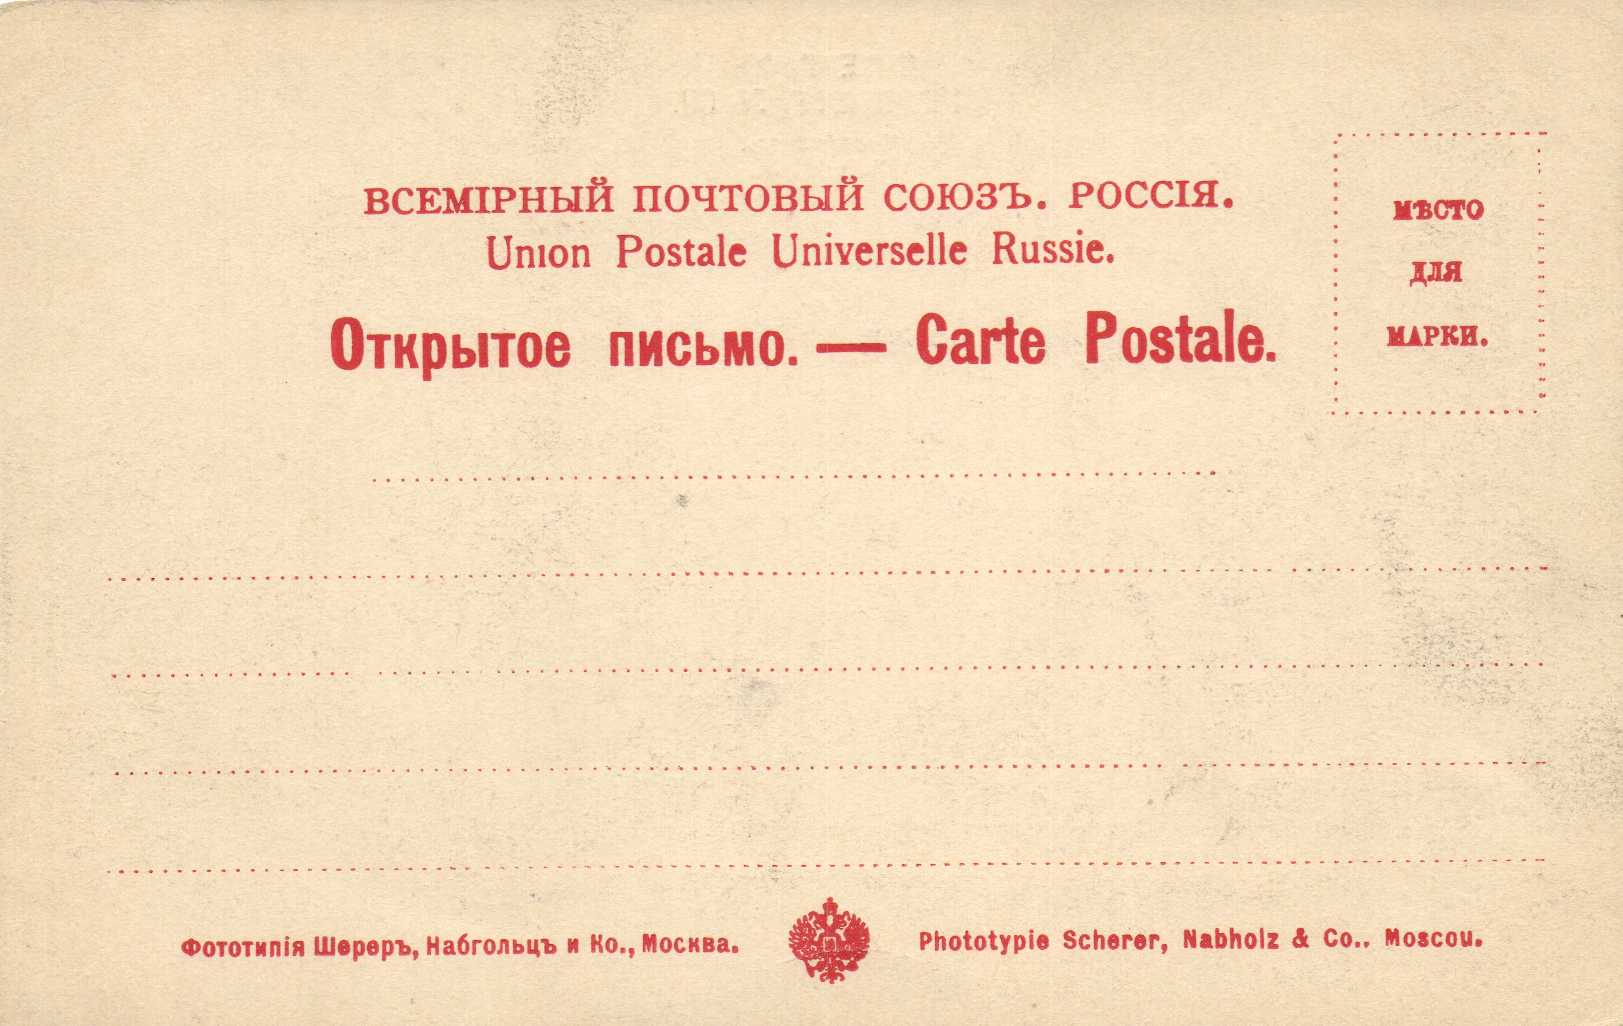 ВСЕМІРНЫЙ ПОЧТОВЫЙ СОЮЗЪ. РОССІЯ.
Union Postale Universelle Russie.
Открытое письмо. — Carte Postale.
МѢСТО
ДЛЯ
МАРКИ.
Фототипія Шереръ, Набгольцъ и Ко., Москва.
Phototypie Scherer, Nabholz & Co.. Moscou.